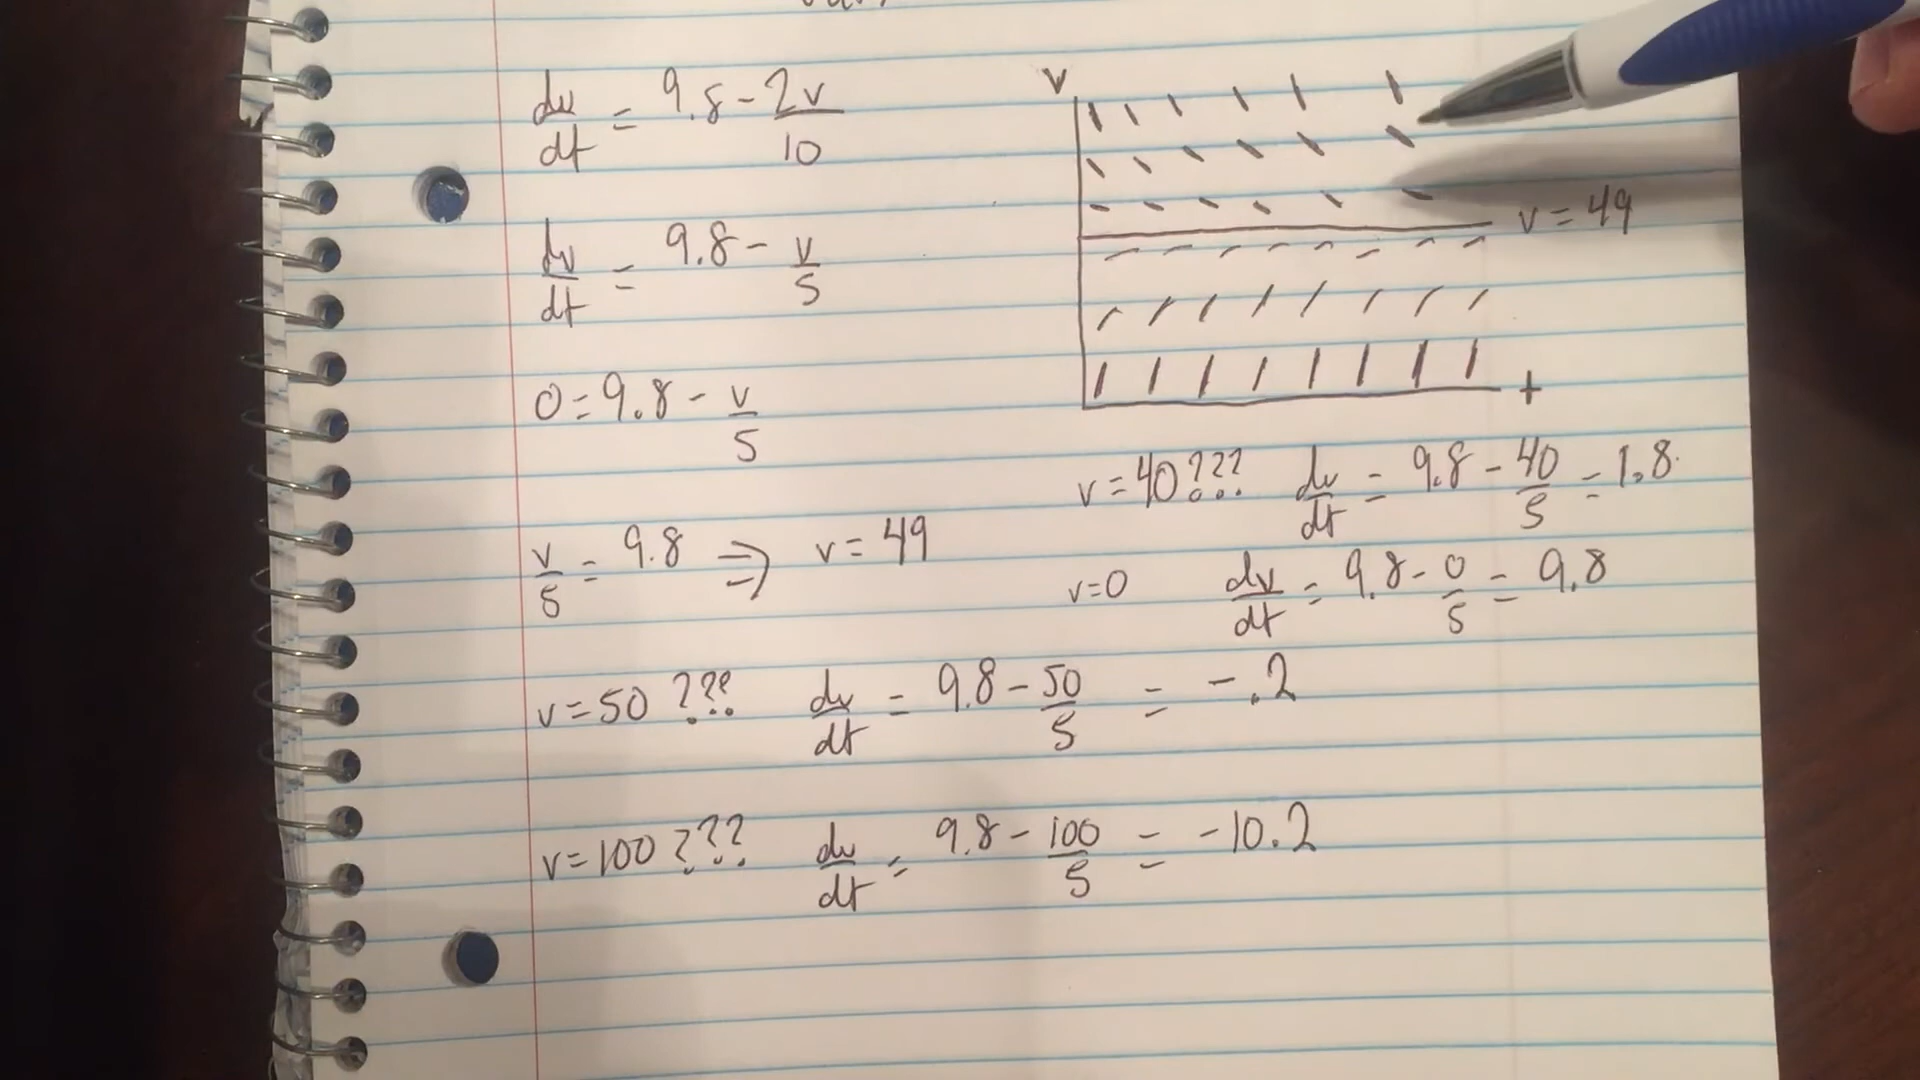 dv/dt = 9.8 - 2v/10
dv/dt = 9.8 - v/5
0 = 9.8 - v/5
v/5 = 9.8 ⇒ v = 49
v = 50 ??? dv/dt = 9.8 - 50/5 = -.2
v = 100 ??? dv/dt = 9.8 - 100/5 = -10.2
v
v = 49
t
v = 40 ??? dv/dt = 9.8 - 40/5 = 1.8
v=0 dv/dt = 9.8 - 0/5 = 9.8